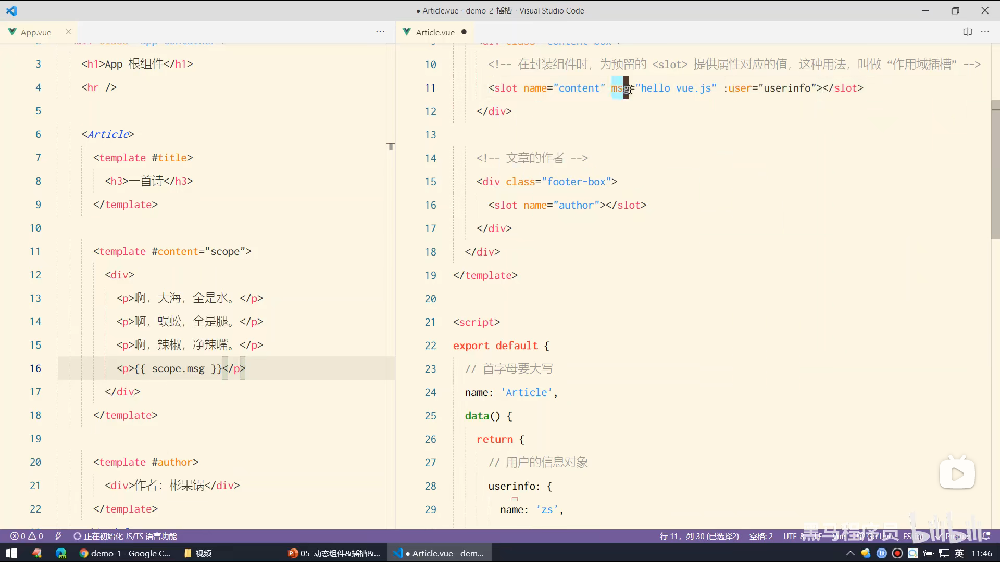 ● Article.vue - demo-2-插槽 - Visual Studio Code
App.vue
3 <h1>App 根组件</h1>
4 <hr />
5
6 <Article>
7 <template #title>
8 <h3>一首诗</h3>
9 </template>
10
11 <template #content="scope">
12 <div>
13 <p>啊，大海，全是水。</p>
14 <p>啊，蜈蚣，全是腿。</p>
15 <p>啊，辣椒，净辣嘴。</p>
16 <p>{{ scope.msg }}</p>
17 </div>
18 </template>
19
20 <template #author>
21 <div>作者：彬果锅</div>
22 </template>
Article.vue ●
10 <!-- 在封装组件时，为预留的 <slot> 提供属性对应的值，这种用法，叫做 “作用域插槽” -->
11 <slot name="content" msg="hello vue.js" :user="userinfo"></slot>
12 </div>
13
14 <!-- 文章的作者 -->
15 <div class="footer-box">
16 <slot name="author"></slot>
17 </div>
18 </div>
19 </template>
20
21 <script>
22 export default {
23 // 首字母要大写
24 name: 'Article',
25 data() {
26 return {
27 // 用户的信息对象
28 userinfo: {
29 name: 'zs',
0 0 正在初始化 JS/TS 语言功能
行 11，列 30 (已选择2) 空格: 2 UTF-8 LF Vue Go Live ESLint Prettier
黑马程序员 bilibili
demo-1 - Google C... 视频 05_动态组件&插槽&... ● Article.vue - dem... 英 11:46